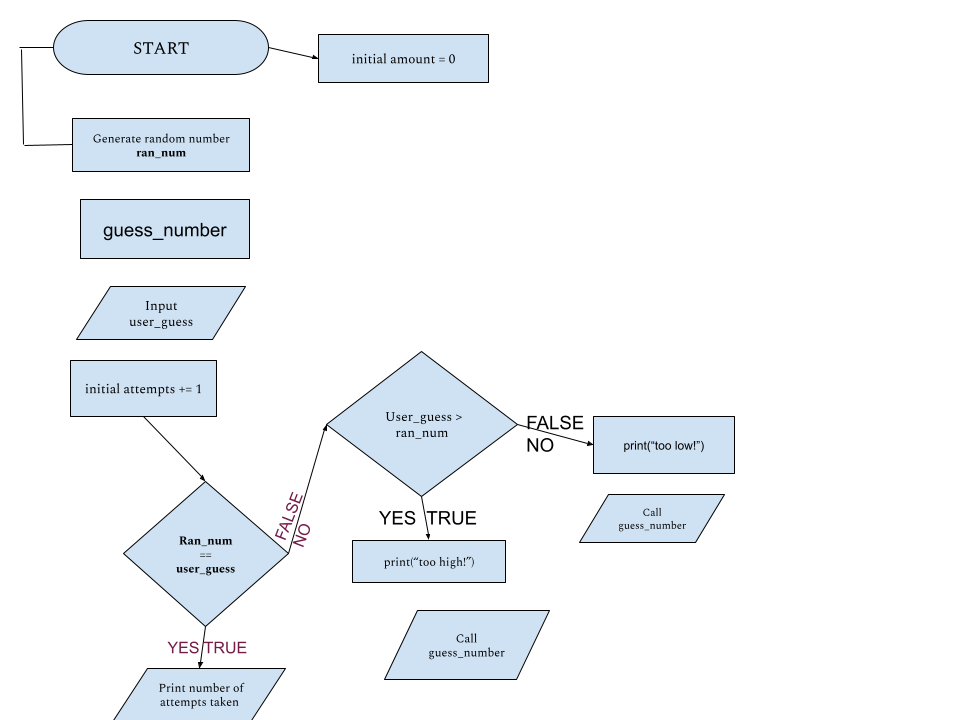 START
initial amount = 0
Generate random number
ran_num
guess_number
Input
user_guess
initial attempts += 1
User_guess >
ran_num
FALSE
NO
print(“too low!”)
Call
guess_number
YES TRUE
print(“too high!”)
Call
guess_number
FALSE
NO
Ran_num
==
user_guess
YES TRUE
Print number of
attempts taken